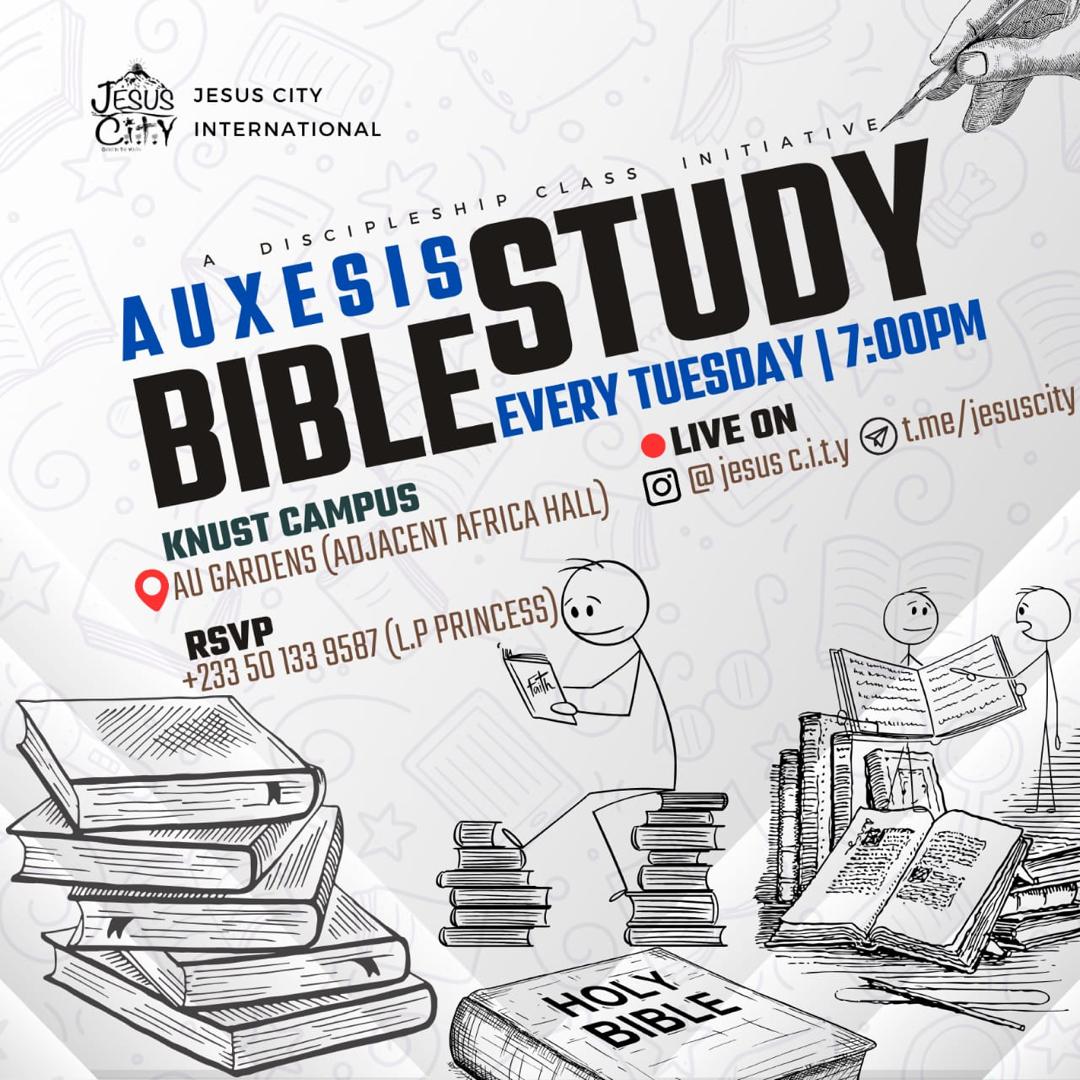 JESUS CITY
JESUS CITY
INTERNATIONAL
A DISCIPLESHIP CLASS INITIATIVE
AUXESIS
BIBLE STUDY
EVERY TUESDAY | 7:00PM
LIVE ON
@ jesus c.i.t.y
t.me/jesuscity
KNUST CAMPUS
AU GARDENS (ADJACENT AFRICA HALL)
RSVP
+233 50 133 9587 (L.P PRINCESS)
faith
HOLY
BIBLE